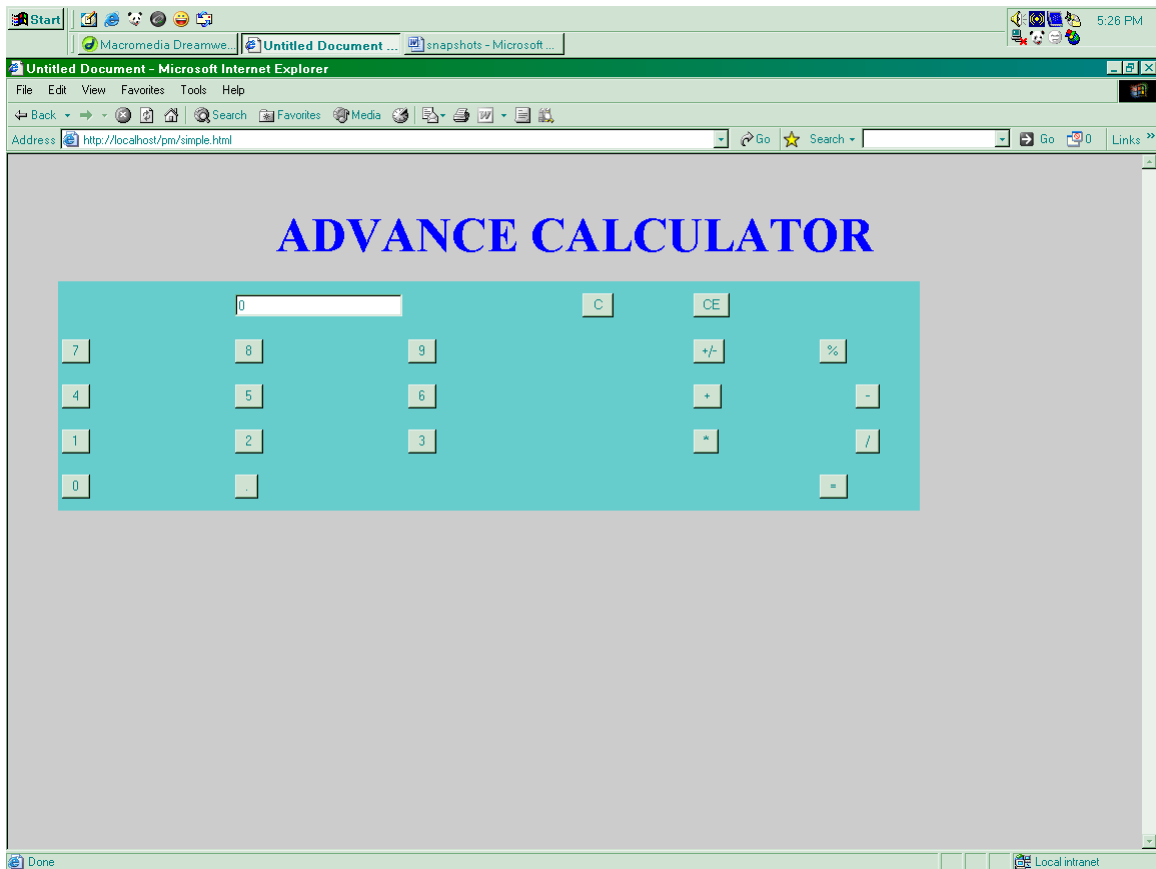 Start
5:26 PM
Macromedia Dreamwe... Untitled Document ... snapshots - Microsoft ...
Untitled Document - Microsoft Internet Explorer
File Edit View Favorites Tools Help
Back Search Favorites Media
Address http://localhost/pm/simple.html Go Search Go 0 Links »
ADVANCE CALCULATOR
0 C CE
7 8 9 +/- %
4 5 6 + -
1 2 3 * /
0 . =
Done Local intranet